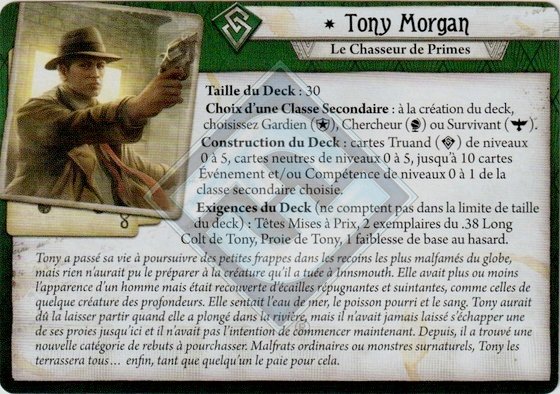 Tony Morgan
Le Chasseur de Primes
Taille du Deck : 30
Choix d'une Classe Secondaire : à la création du deck,
choisissez Gardien ( ), Chercheur ( ) ou Survivant ( ).
Construction du Deck : cartes Truand ( ) de niveaux
0 à 5, cartes neutres de niveaux 0 à 5, jusqu'à 10 cartes
Événement et/ou Compétence de niveaux 0 à 1 de la
classe secondaire choisie.
Exigences du Deck (ne comptent pas dans la limite de taille
du deck) : Têtes Mises à Prix, 2 exemplaires du .38 Long
Colt de Tony, Proie de Tony, 1 faiblesse de base au hasard.
Tony a passé sa vie à poursuivre des petites frappes dans les recoins les plus malfamés du globe,
mais rien n'aurait pu le préparer à la créature qu'il a tué à Innsmouth. Elle avait plus ou moins
l'apparence d'un homme mais était recouverte d'écailles répugnantes et suintantes, comme celles de
quelque créature des profondeurs. Elle sentait l'eau de mer, le poisson pourri et le sang. Tony aurait
dû la laisser partir quand elle a plongé dans la rivière, mais il n'avait jamais laissé s'échapper une
de ses proies jusqu'ici et il n'avait pas l'intention de commencer maintenant. Depuis, il a trouvé une
nouvelle catégorie de rebuts à pourchasser. Malfrats ordinaires ou monstres surnaturels, Tony les
terrassera tous… enfin, tant que quelqu'un le paie pour cela.